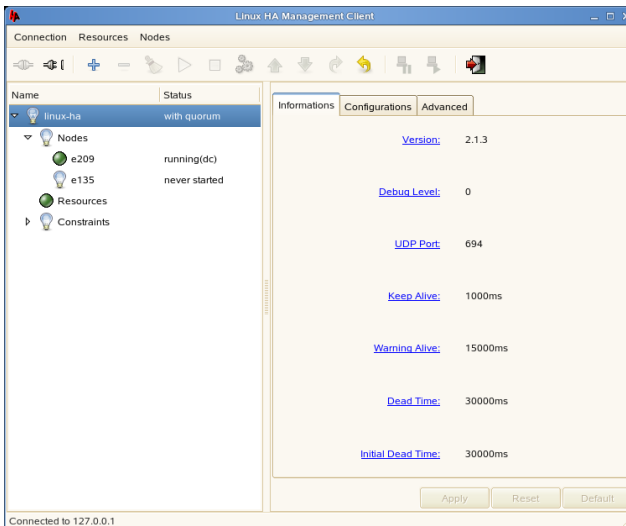 Linux HA Management Client
Connection Resources Nodes
Name Status
linux-ha with quorum
Nodes
e209 running(dc)
e135 never started
Resources
Constraints
Informations Configurations Advanced
Version: 2.1.3
Debug Level: 0
UDP Port: 694
Keep Alive: 1000ms
Warning Alive: 15000ms
Dead Time: 30000ms
Initial Dead Time: 30000ms
Apply Reset Default
Connected to 127.0.0.1